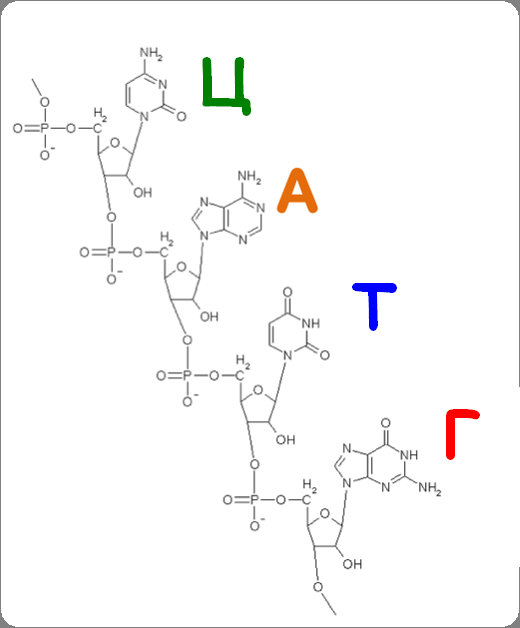 NH₂ Ц
N
O
H₂ N O
O P O C
O
O⁻
NH₂ А
OH
N N
O
H₂ N N
O P O C
O
O⁻
O Т
OH
NH
O
H₂ N O
O P O C
O
O⁻
O Г
OH
N NH
O
H₂ N N NH₂
O P O C
O
O⁻
OH
O